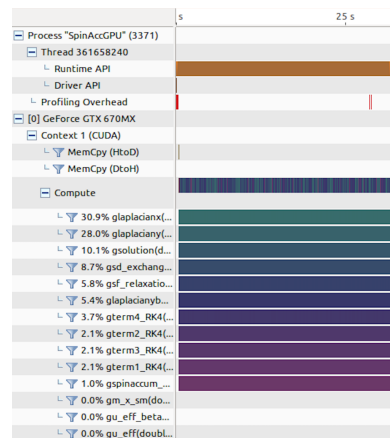 s 25 s
Process "SpinAccGPU" (3371)
Thread 361658240
Runtime API
Driver API
Profiling Overhead
[0] GeForce GTX 670MX
Context 1 (CUDA)
MemCpy (HtoD)
MemCpy (DtoH)
Compute
30.9% glaplacianx(...
28.0% glaplaciany(...
10.1% gsolution(d...
8.7% gsd_exchang...
5.8% gsf_relaxatio...
5.4% glaplacianyb...
3.7% gterm4_RK4(...
2.1% gterm2_RK4(...
2.1% gterm3_RK4(...
2.1% gterm1_RK4(...
1.0% gspinaccum_...
0.0% gm_x_sm(do...
0.0% gu_eff_beta...
0.0% gu_eff(doubl...